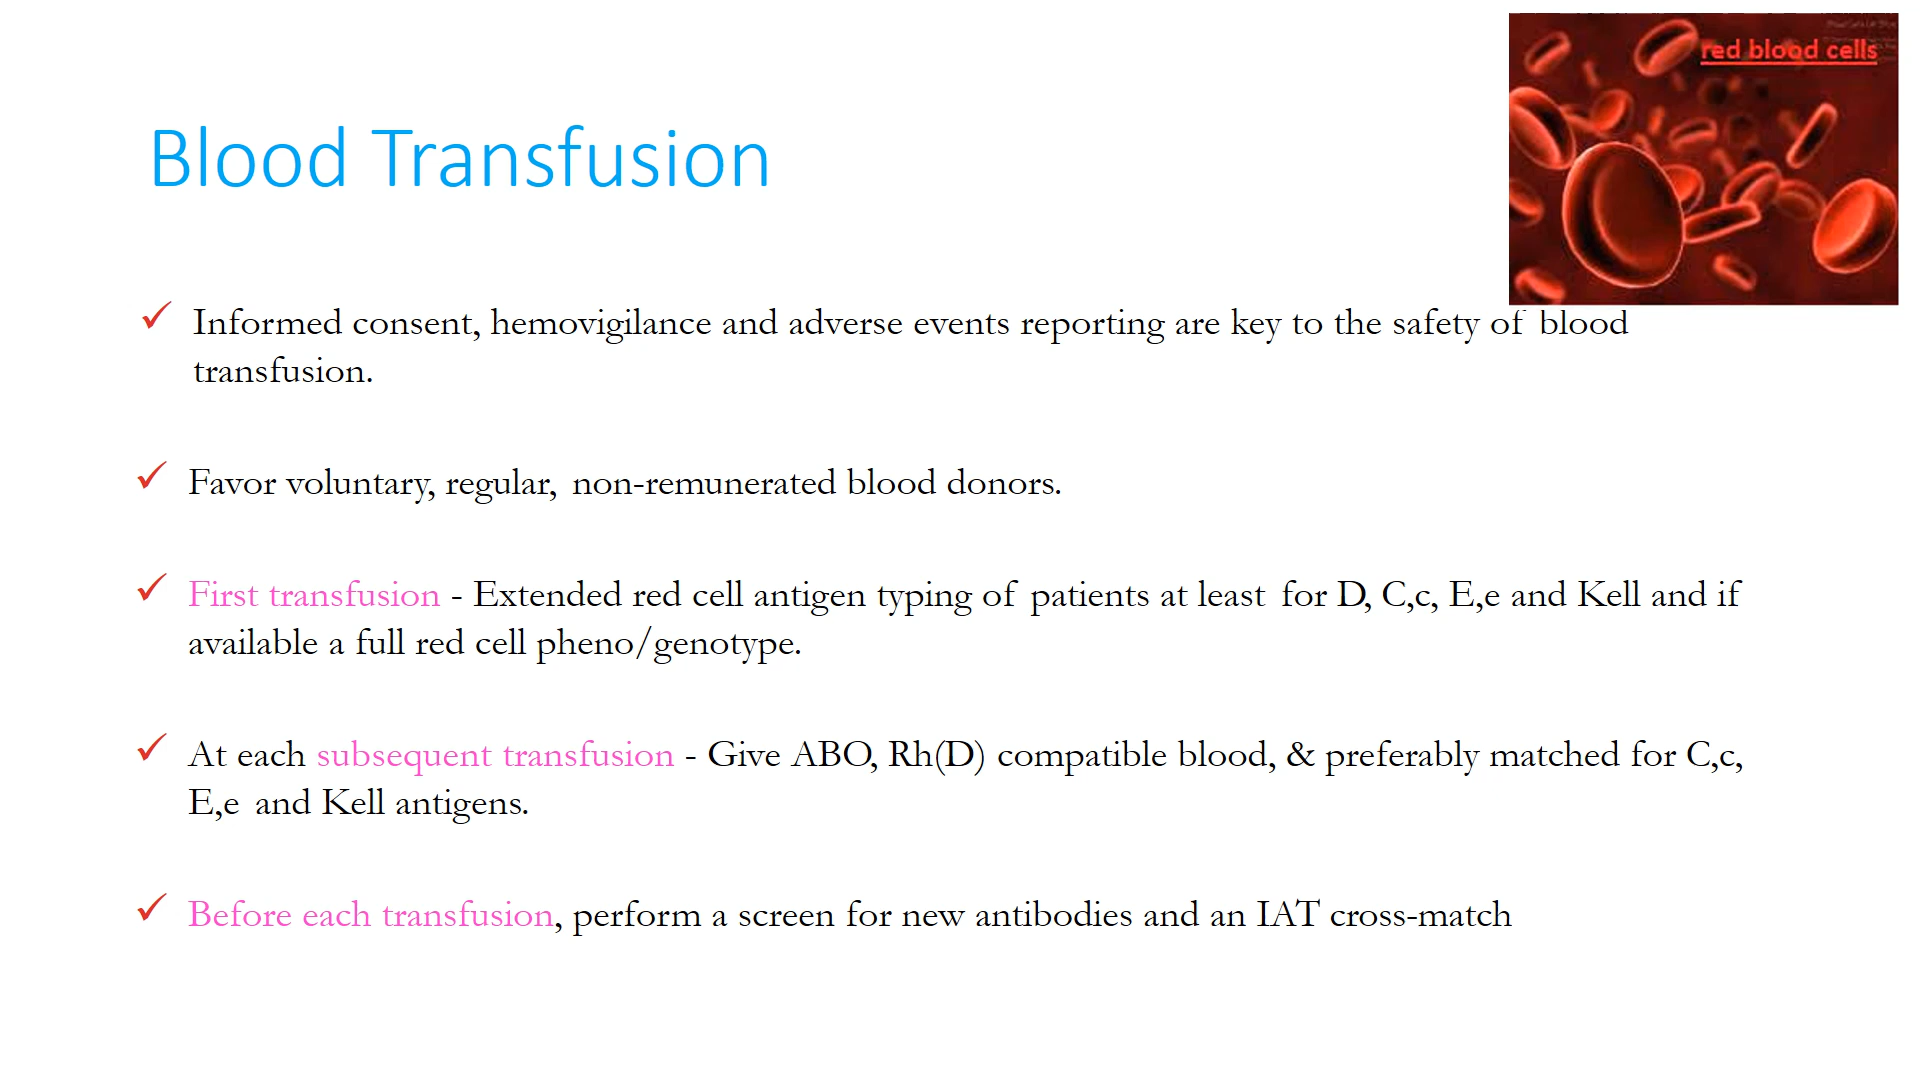 red blood cells
Blood Transfusion
Informed consent, hemovigilance and adverse events reporting are key to the safety of blood
transfusion.
Favor voluntary, regular, non-remunerated blood donors.
First transfusion - Extended red cell antigen typing of patients at least for D, C,c, E,e and Kell and if
available a full red cell pheno/genotype.
At each subsequent transfusion - Give ABO, Rh(D) compatible blood, & preferably matched for C,c,
E,e and Kell antigens.
Before each transfusion, perform a screen for new antibodies and an IAT cross-match